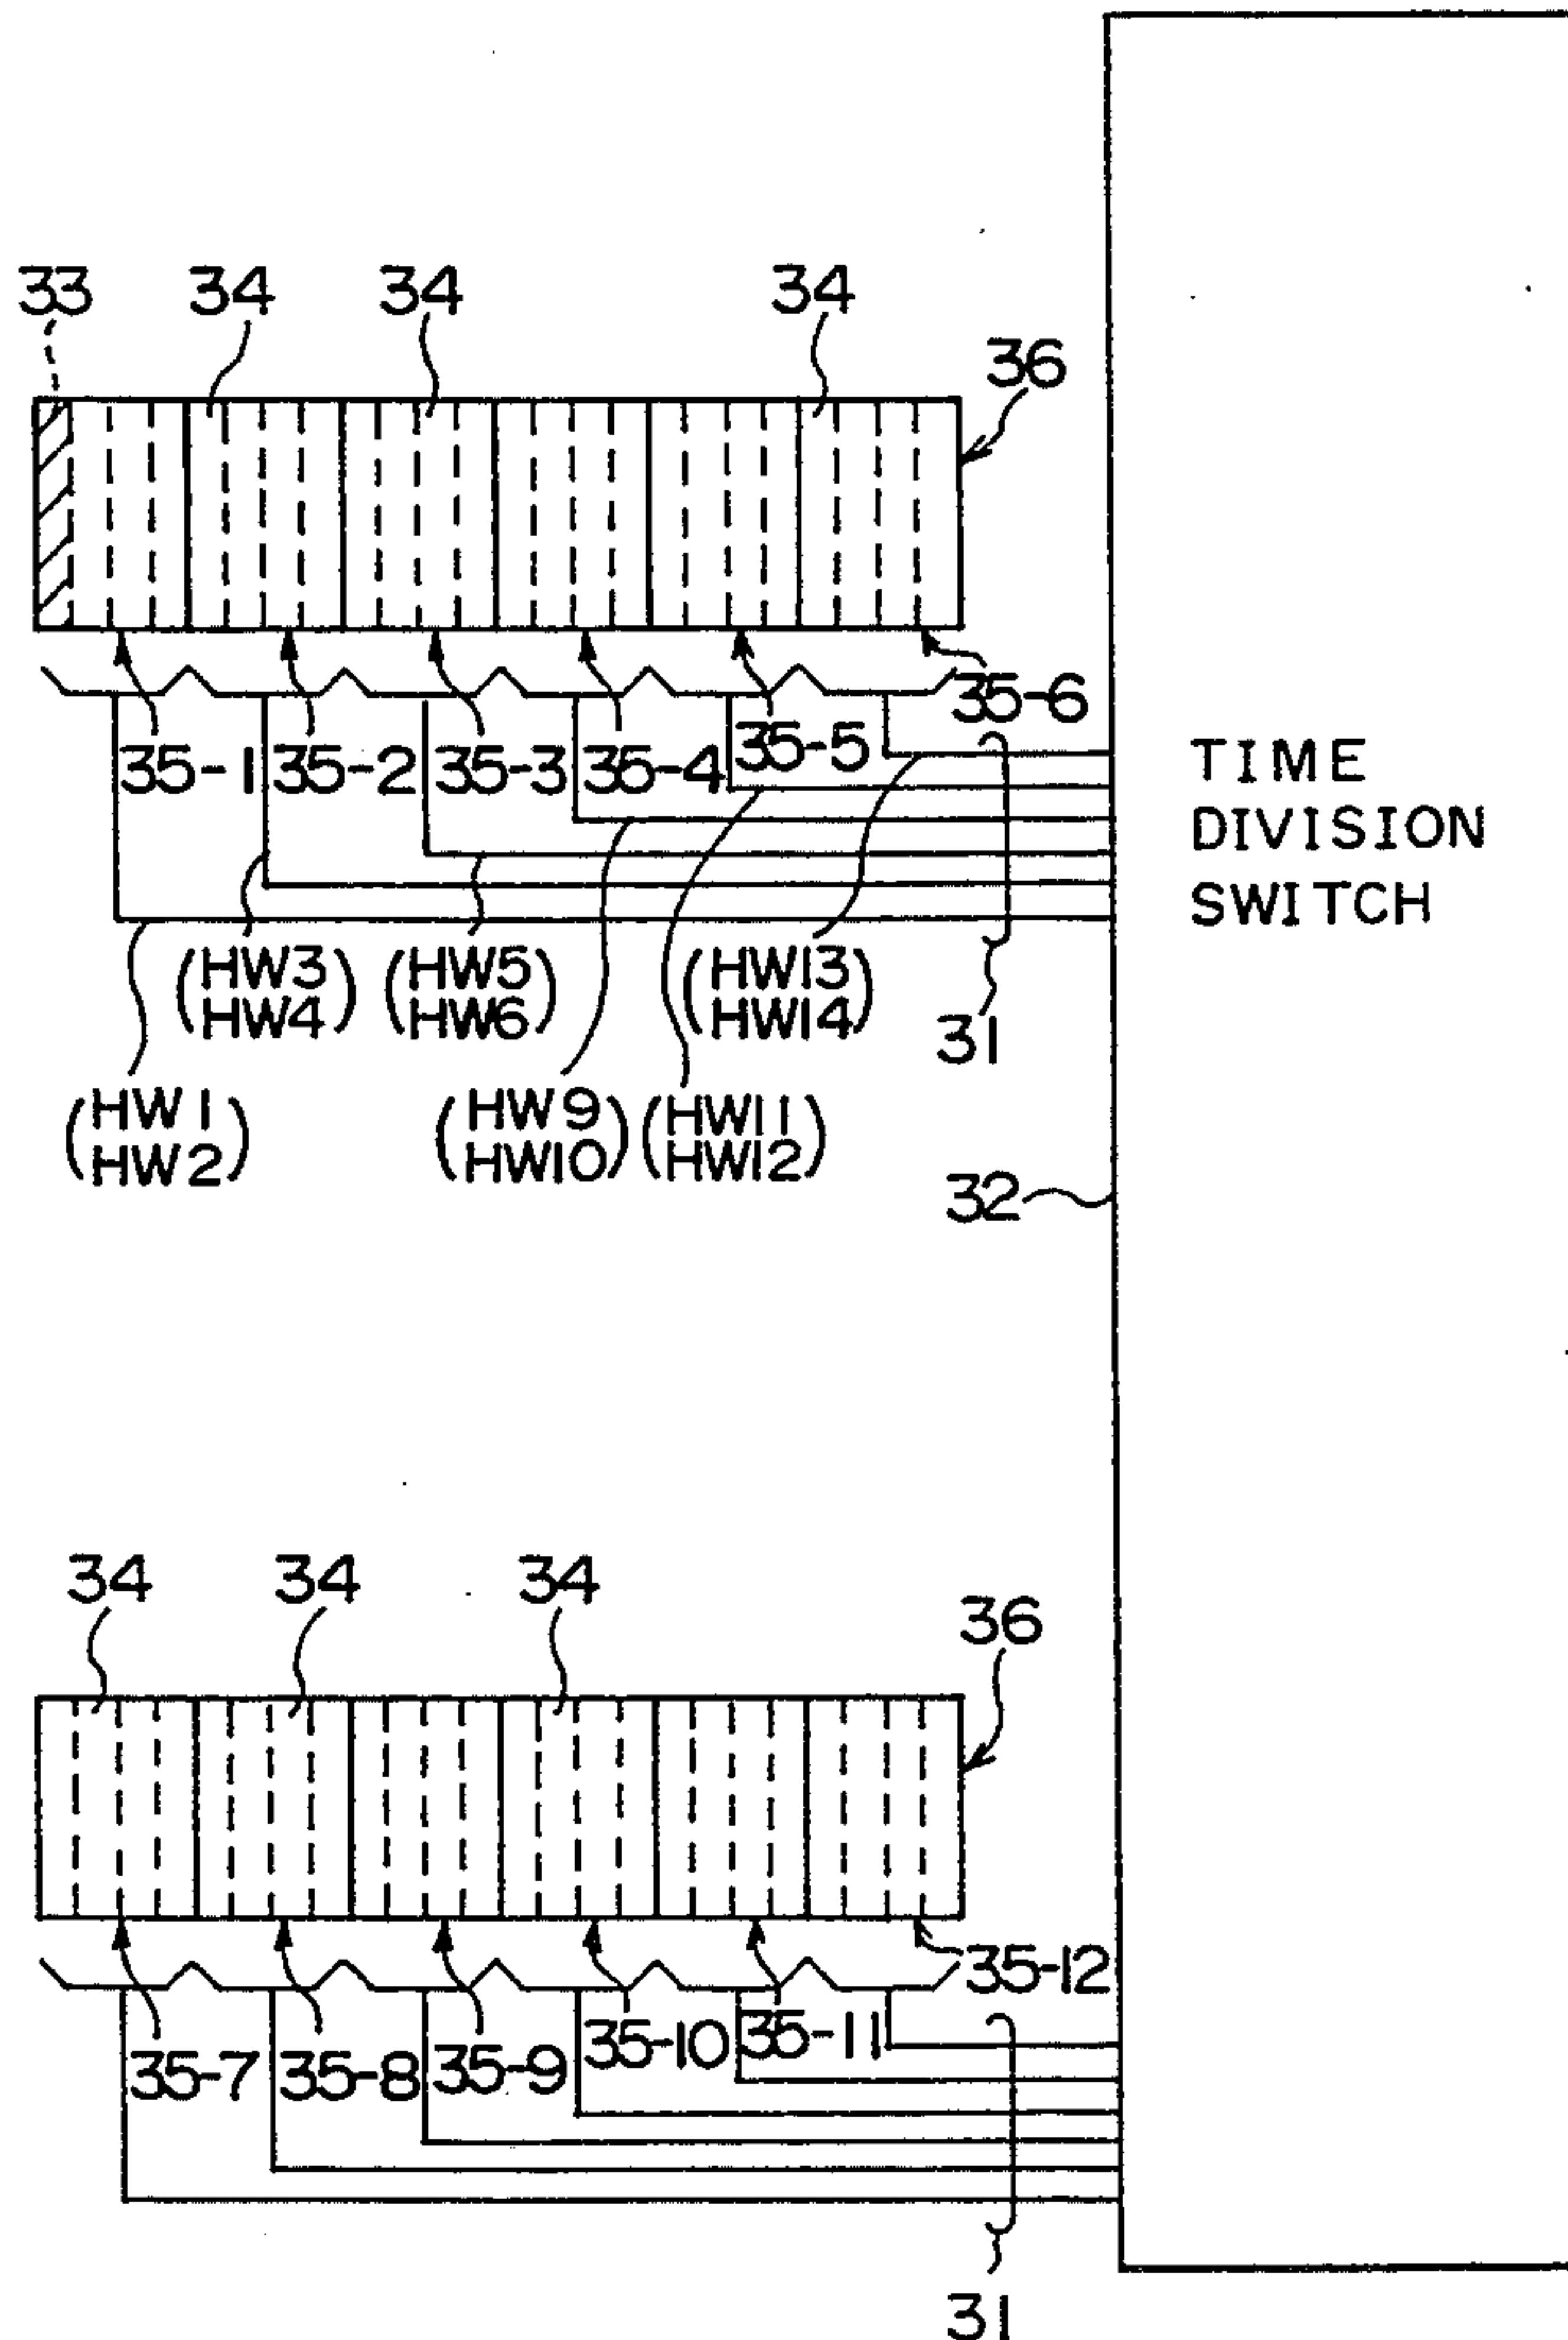 33 34 34 34
36
35-6
35-1 35-2 35-3 35-4 35-5
TIME
DIVISION
SWITCH
(HW3 HW4) (HW5 HW6) (HW13 HW14)
31
(HW1 HW2) (HW9 HW10) (HW11 HW12)
32
34 34 34
36
35-12
35-7 35-8 35-9 35-10 35-11
31